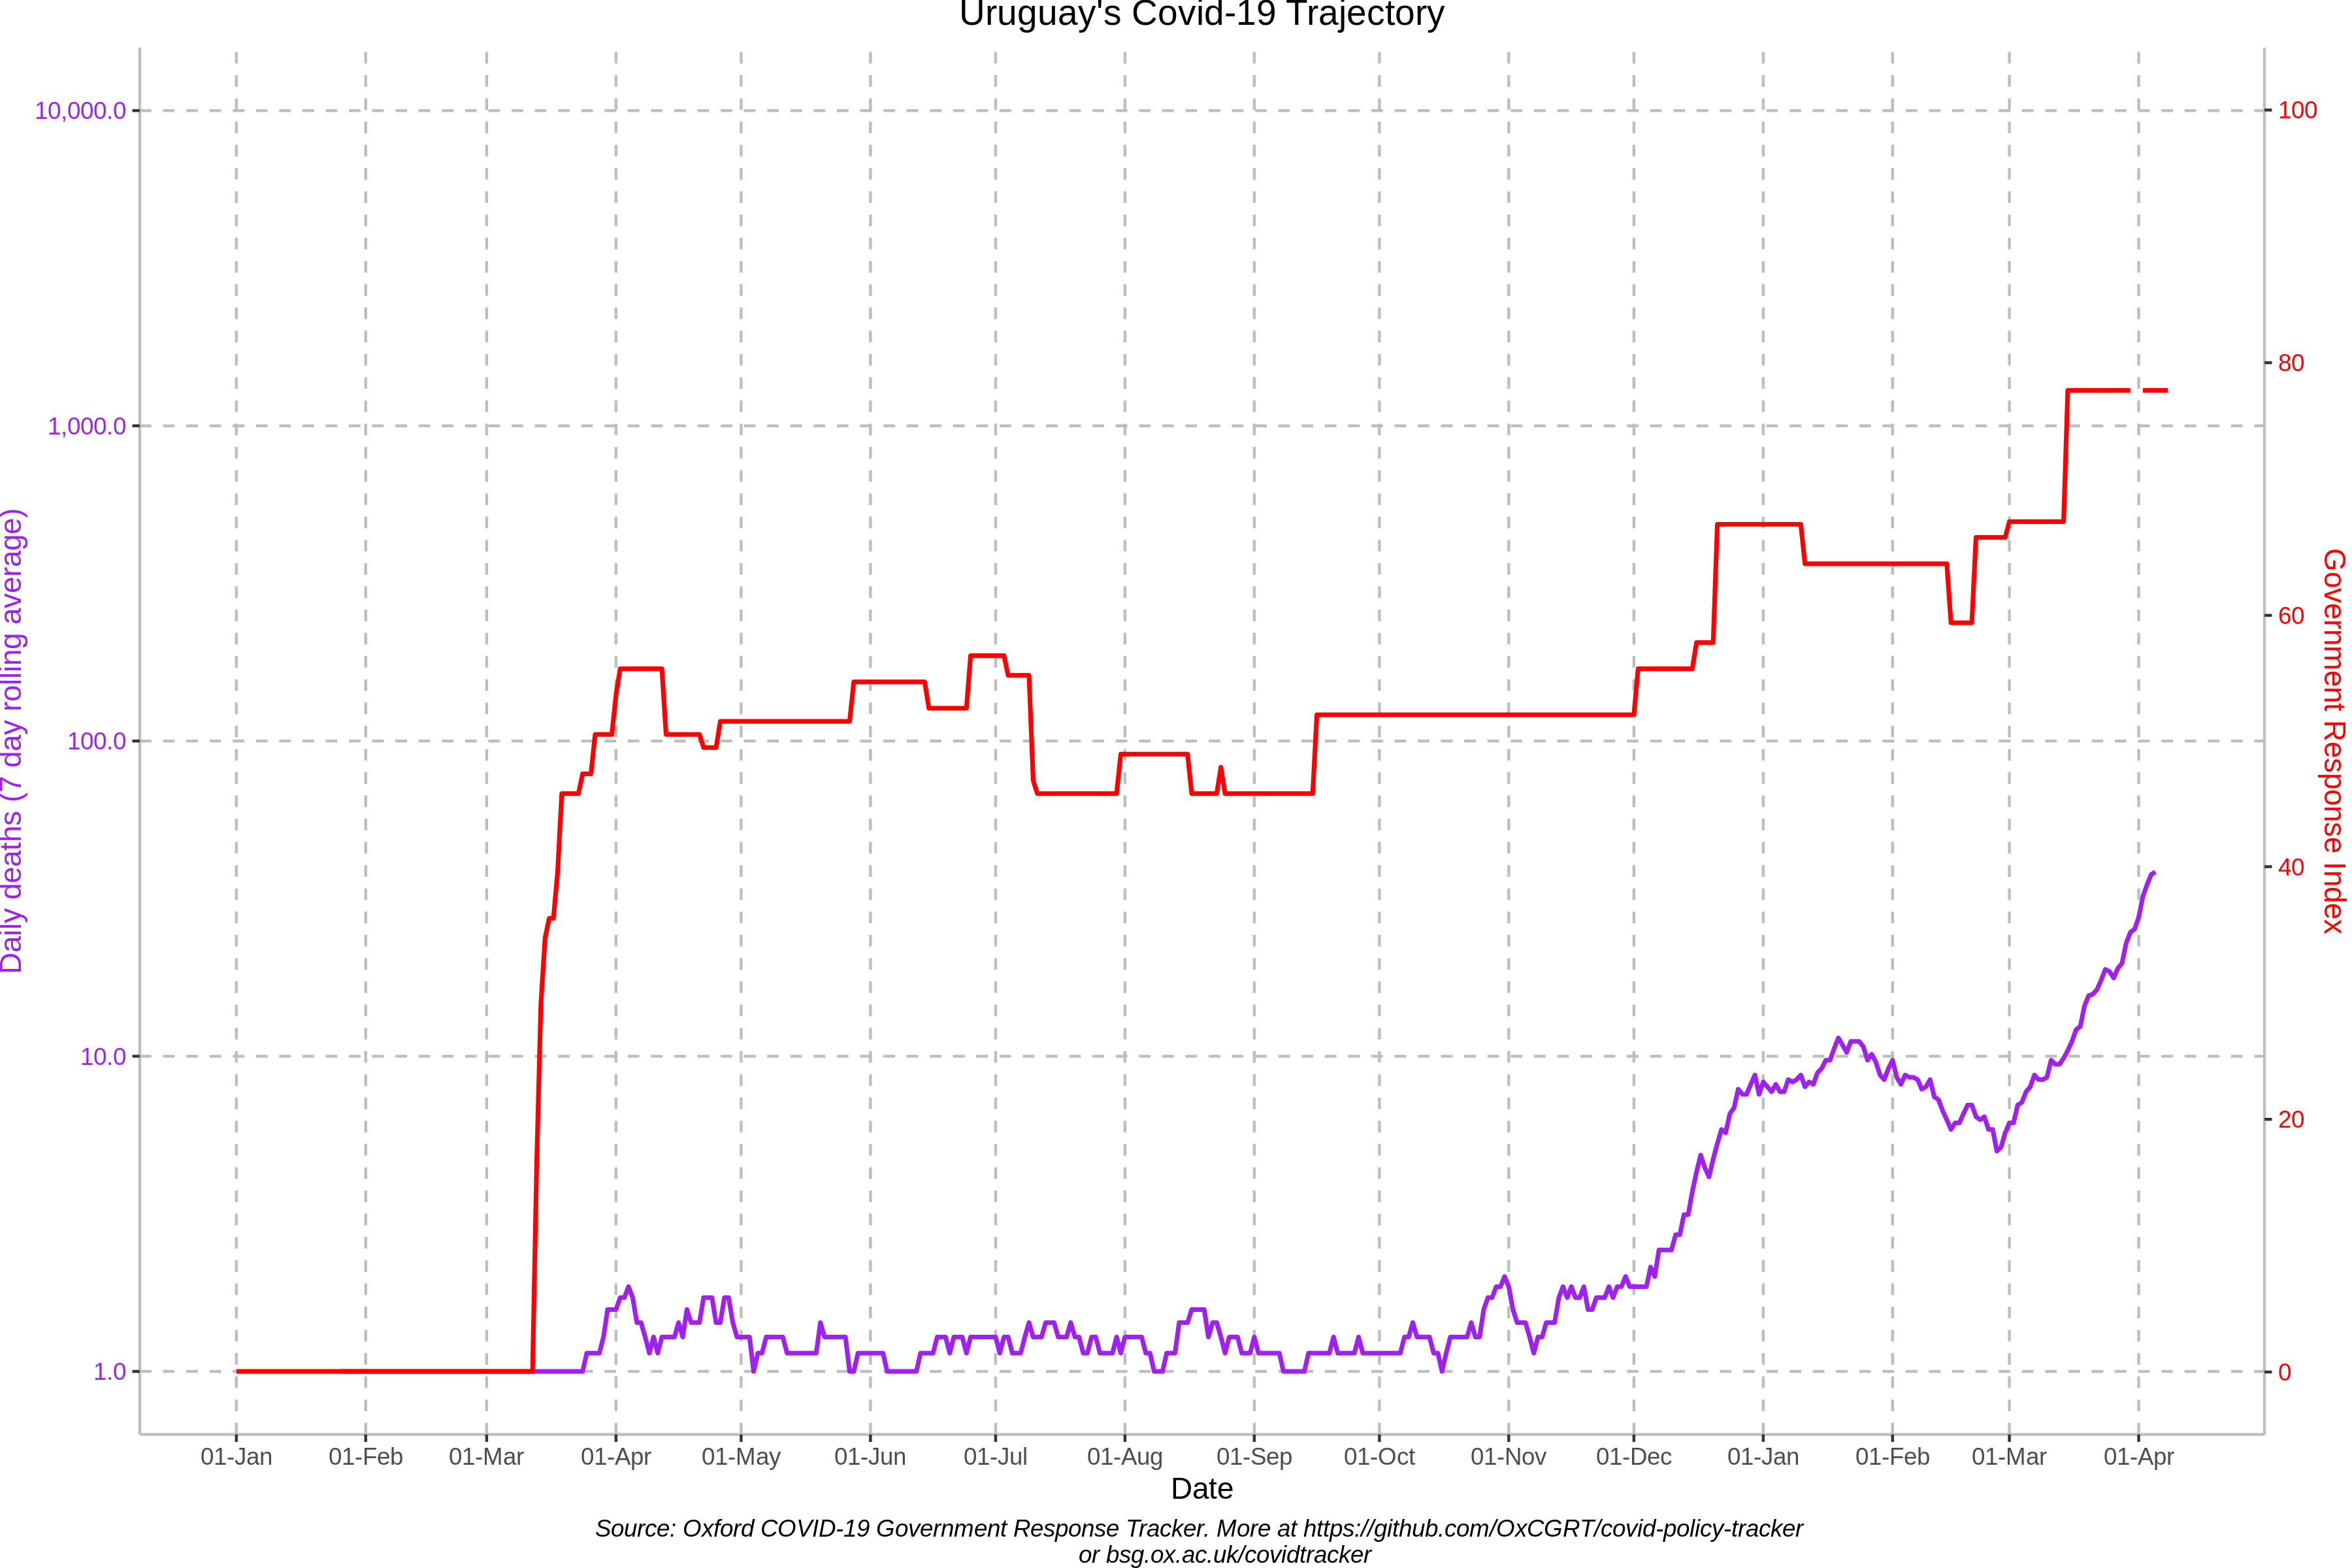 Uruguay's Covid-19 Trajectory
10,000.0
1,000.0
100.0
10.0
1.0
Daily deaths (7 day rolling average)
100
80
60
40
20
0
Government Response Index
01-Jan 01-Feb 01-Mar 01-Apr 01-May 01-Jun 01-Jul 01-Aug 01-Sep 01-Oct 01-Nov 01-Dec 01-Jan 01-Feb 01-Mar 01-Apr
Date
Source: Oxford COVID-19 Government Response Tracker. More at https://github.com/OxCGRT/covid-policy-tracker
or bsg.ox.ac.uk/covidtracker